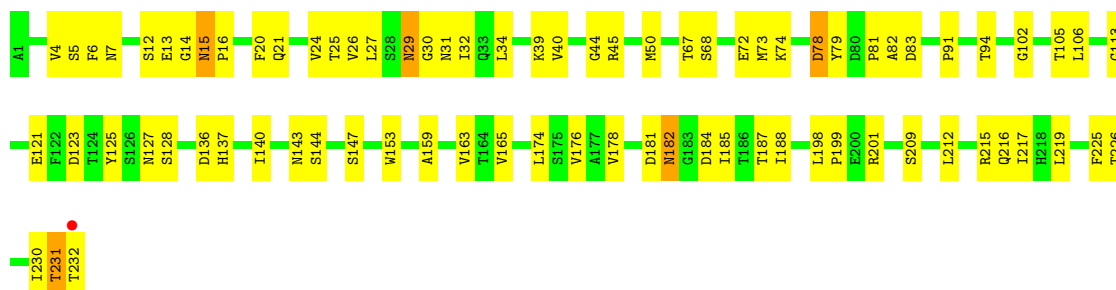 A1 V4 S5 F6 N7 S12 E13 G14 N15 P16 F20 Q21 V24 T25 V26 L27 S28 N29 G30 N31 I32 Q33 L34 K39 V40 G44 R45 M50 T67 S68 E72 M73 K74 D78 Y79 D80 P81 A82 D83 P91 T94 G102 T105 L106 G113
E121 F122 D123 T124 Y125 S126 N127 S128 D136 H137 I140 N143 S144 S147 W153 A159 V163 T164 V165 L174 S175 V176 A177 V178 D181 N182 G183 D184 I185 T186 T187 I188 L198 P199 E200 R201 S209 L212 R215 Q216 I217 H218 L219 F225 T226
I230 T231 T232